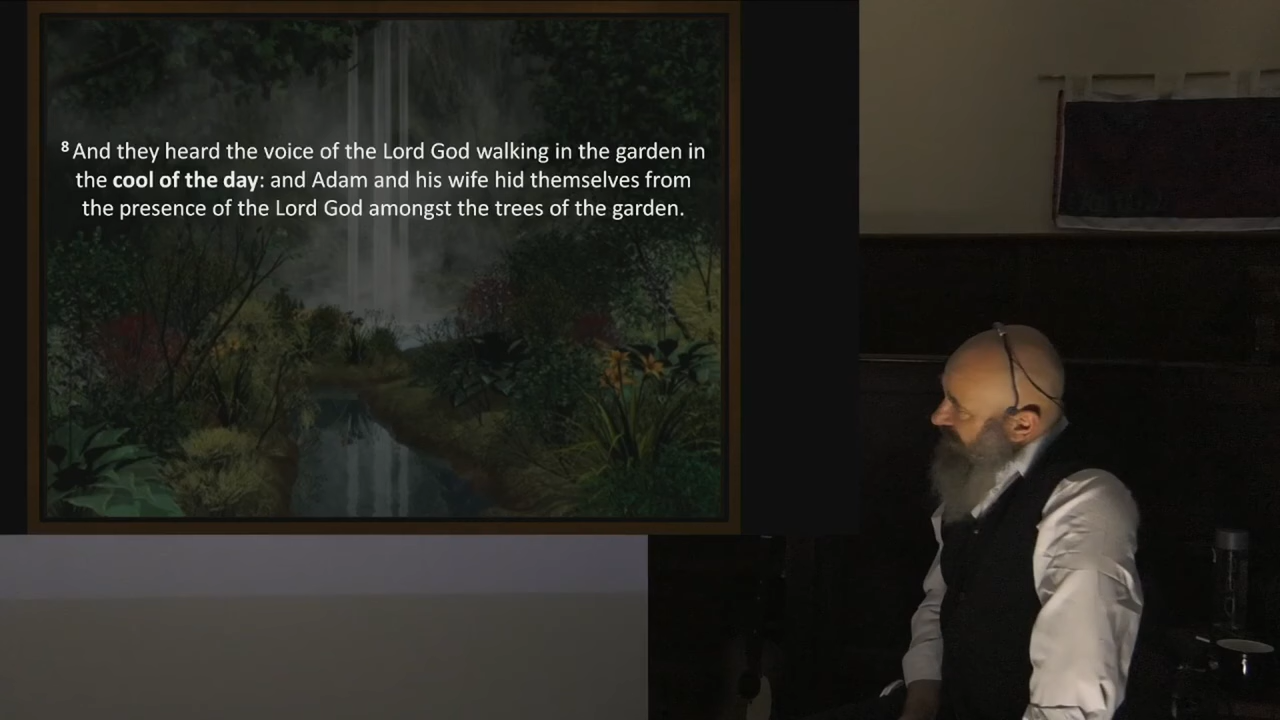 8 And they heard the voice of the Lord God walking in the garden in
the cool of the day: and Adam and his wife hid themselves from
the presence of the Lord God amongst the trees of the garden.